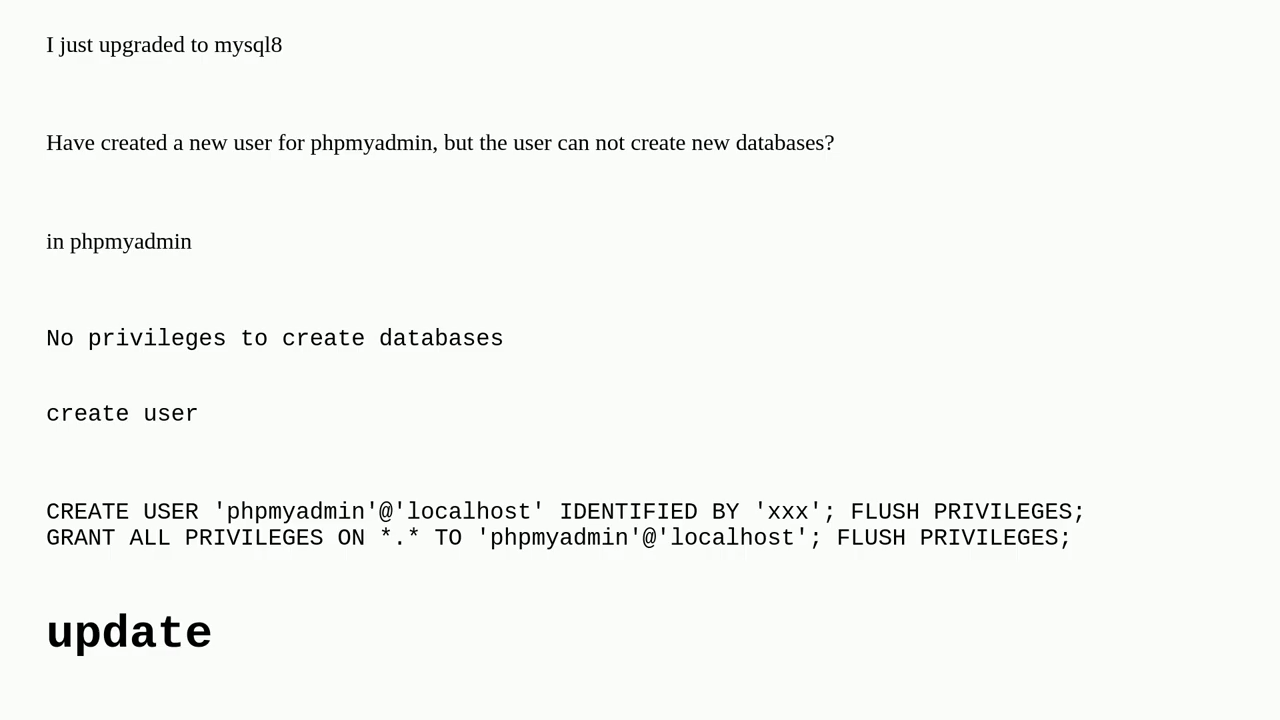 I just upgraded to mysql8
Have created a new user for phpmyadmin, but the user can not create new databases?
in phpmyadmin
No privileges to create databases
create user
CREATE USER 'phpmyadmin'@'localhost' IDENTIFIED BY 'xxx'; FLUSH PRIVILEGES;
GRANT ALL PRIVILEGES ON *.* TO 'phpmyadmin'@'localhost'; FLUSH PRIVILEGES;
update